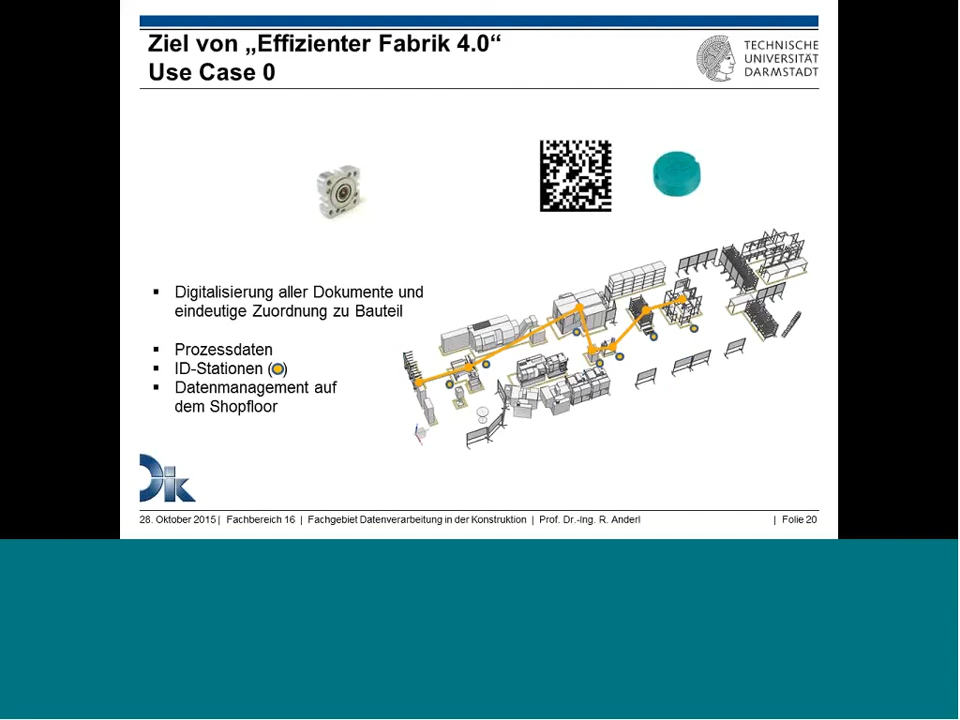 Ziel von „Effizienter Fabrik 4.0“
Use Case 0
TECHNISCHE
UNIVERSITÄT
DARMSTADT
▪ Digitalisierung aller Dokumente und
eindeutige Zuordnung zu Bauteil
▪ Prozessdaten
▪ ID-Stationen ( )
▪ Datenmanagement auf
dem Shopfloor
Dik
28. Oktober 2015 | Fachbereich 16 | Fachgebiet Datenverarbeitung in der Konstruktion | Prof. Dr.-Ing. R. Anderl | Folie 20